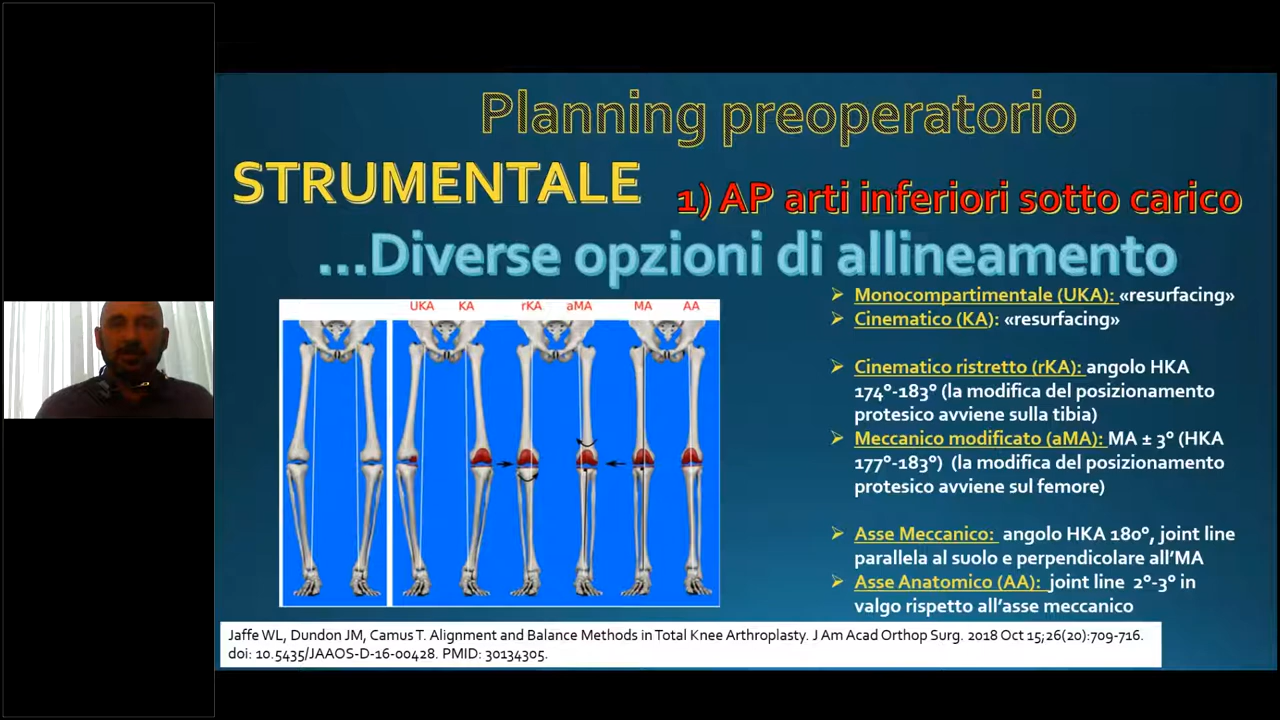 Planning preoperatorio
STRUMENTALE
1) AP arti inferiori sotto carico
...Diverse opzioni di allineamento
UKA KA rKA aMA MA AA
➢ Monocompartimentale (UKA): «resurfacing»
➢ Cinematico (KA): «resurfacing»
➢ Cinematico ristretto (rKA): angolo HKA
174°-183° (la modifica del posizionamento
protesico avviene sulla tibia)
➢ Meccanico modificato (aMA): MA ± 3° (HKA
177°-183°) (la modifica del posizionamento
protesico avviene sul femore)
➢ Asse Meccanico: angolo HKA 180°, joint line
parallela al suolo e perpendicolare all’MA
➢ Asse Anatomico (AA): joint line 2°-3° in
valgo rispetto all’asse meccanico
Jaffe WL, Dundon JM, Camus T. Alignment and Balance Methods in Total Knee Arthroplasty. J Am Acad Orthop Surg. 2018 Oct 15;26(20):709-716.
doi: 10.5435/JAAOS-D-16-00428. PMID: 30134305.